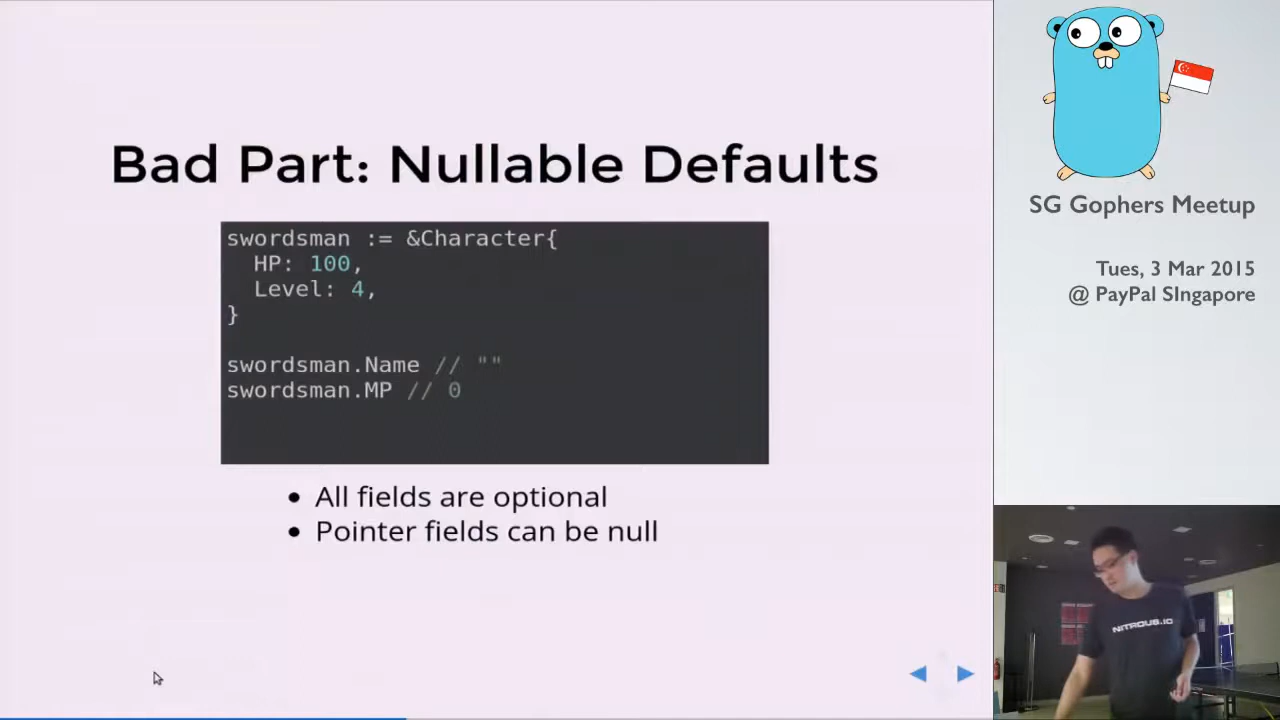 Bad Part: Nullable Defaults
swordsman := &Character{
HP: 100,
Level: 4,
}
swordsman.Name // ""
swordsman.MP // 0
All fields are optional
Pointer fields can be null
SG Gophers Meetup
Tues, 3 Mar 2015
@ PayPal SIngapore
NITROUS.IO